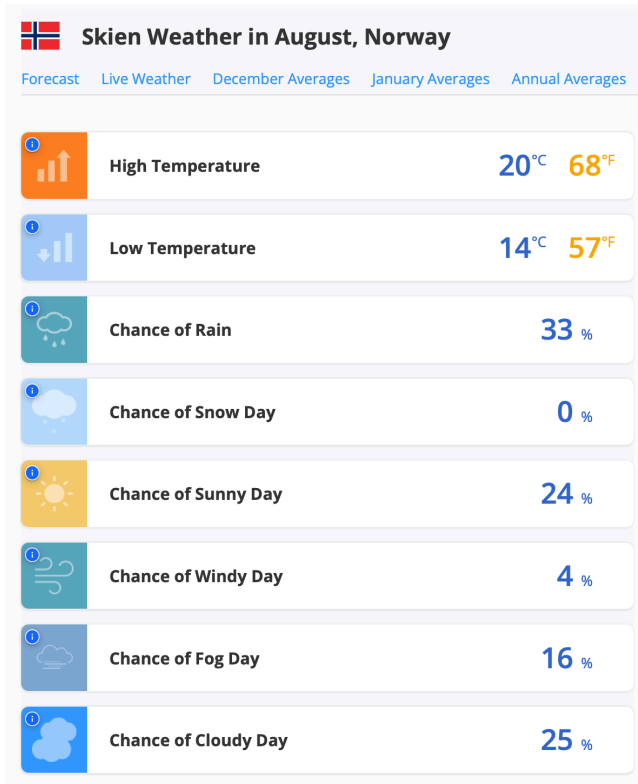 Skien Weather in August, Norway
Forecast Live Weather December Averages January Averages Annual Averages
High Temperature 20°C 68°F
Low Temperature 14°C 57°F
Chance of Rain 33 %
Chance of Snow Day 0 %
Chance of Sunny Day 24 %
Chance of Windy Day 4 %
Chance of Fog Day 16 %
Chance of Cloudy Day 25 %